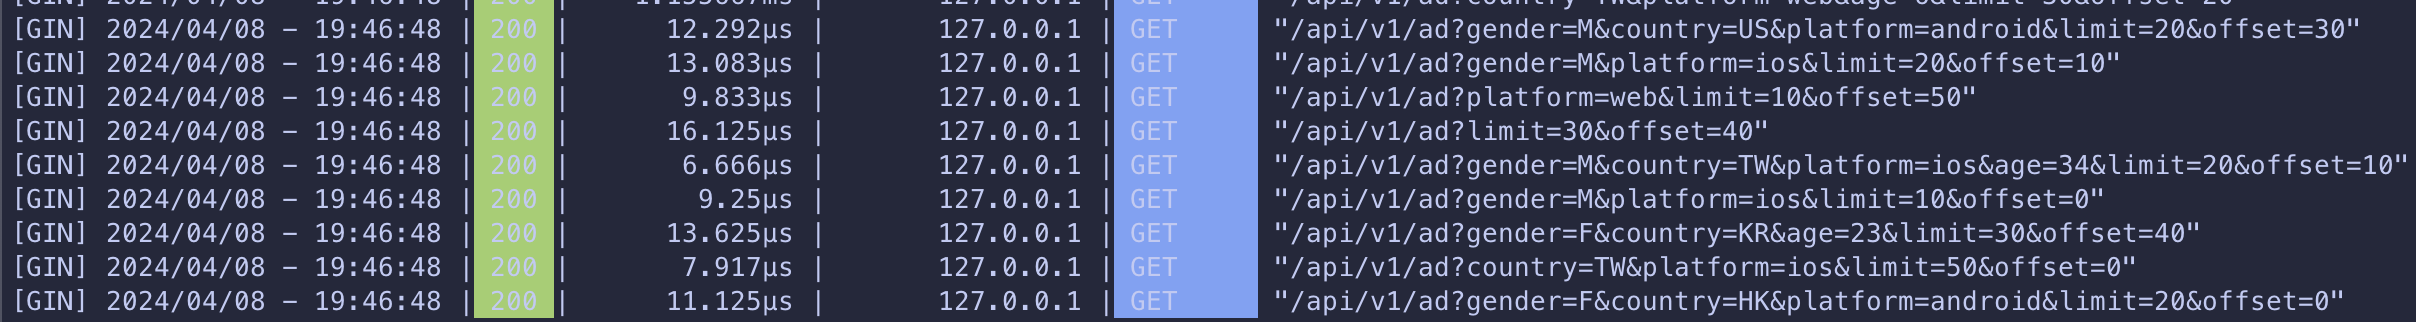 [GIN] 2024/04/08 - 19:46:48 | 200 | 12.292µs | 127.0.0.1 | GET "/api/v1/ad?gender=M&country=US&platform=android&limit=20&offset=30"
[GIN] 2024/04/08 - 19:46:48 | 200 | 13.083µs | 127.0.0.1 | GET "/api/v1/ad?gender=M&platform=ios&limit=20&offset=10"
[GIN] 2024/04/08 - 19:46:48 | 200 | 9.833µs | 127.0.0.1 | GET "/api/v1/ad?platform=web&limit=10&offset=50"
[GIN] 2024/04/08 - 19:46:48 | 200 | 16.125µs | 127.0.0.1 | GET "/api/v1/ad?limit=30&offset=40"
[GIN] 2024/04/08 - 19:46:48 | 200 | 6.666µs | 127.0.0.1 | GET "/api/v1/ad?gender=M&country=TW&platform=ios&age=34&limit=20&offset=10"
[GIN] 2024/04/08 - 19:46:48 | 200 | 9.25µs | 127.0.0.1 | GET "/api/v1/ad?gender=M&platform=ios&limit=10&offset=0"
[GIN] 2024/04/08 - 19:46:48 | 200 | 13.625µs | 127.0.0.1 | GET "/api/v1/ad?gender=F&country=KR&age=23&limit=30&offset=40"
[GIN] 2024/04/08 - 19:46:48 | 200 | 7.917µs | 127.0.0.1 | GET "/api/v1/ad?country=TW&platform=ios&limit=50&offset=0"
[GIN] 2024/04/08 - 19:46:48 | 200 | 11.125µs | 127.0.0.1 | GET "/api/v1/ad?gender=F&country=HK&platform=android&limit=20&offset=0"